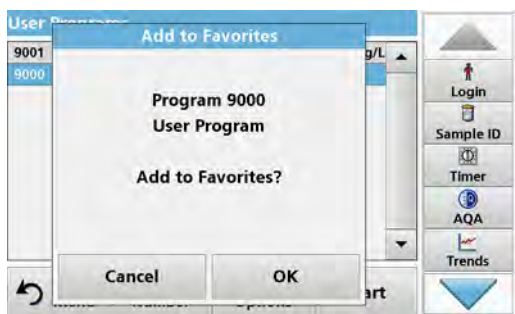 User
Add to Favorites
9001
g/L
9000
Program 9000
User Program
Add to Favorites?
Cancel
OK
Login
Sample ID
Timer
AQA
Trends